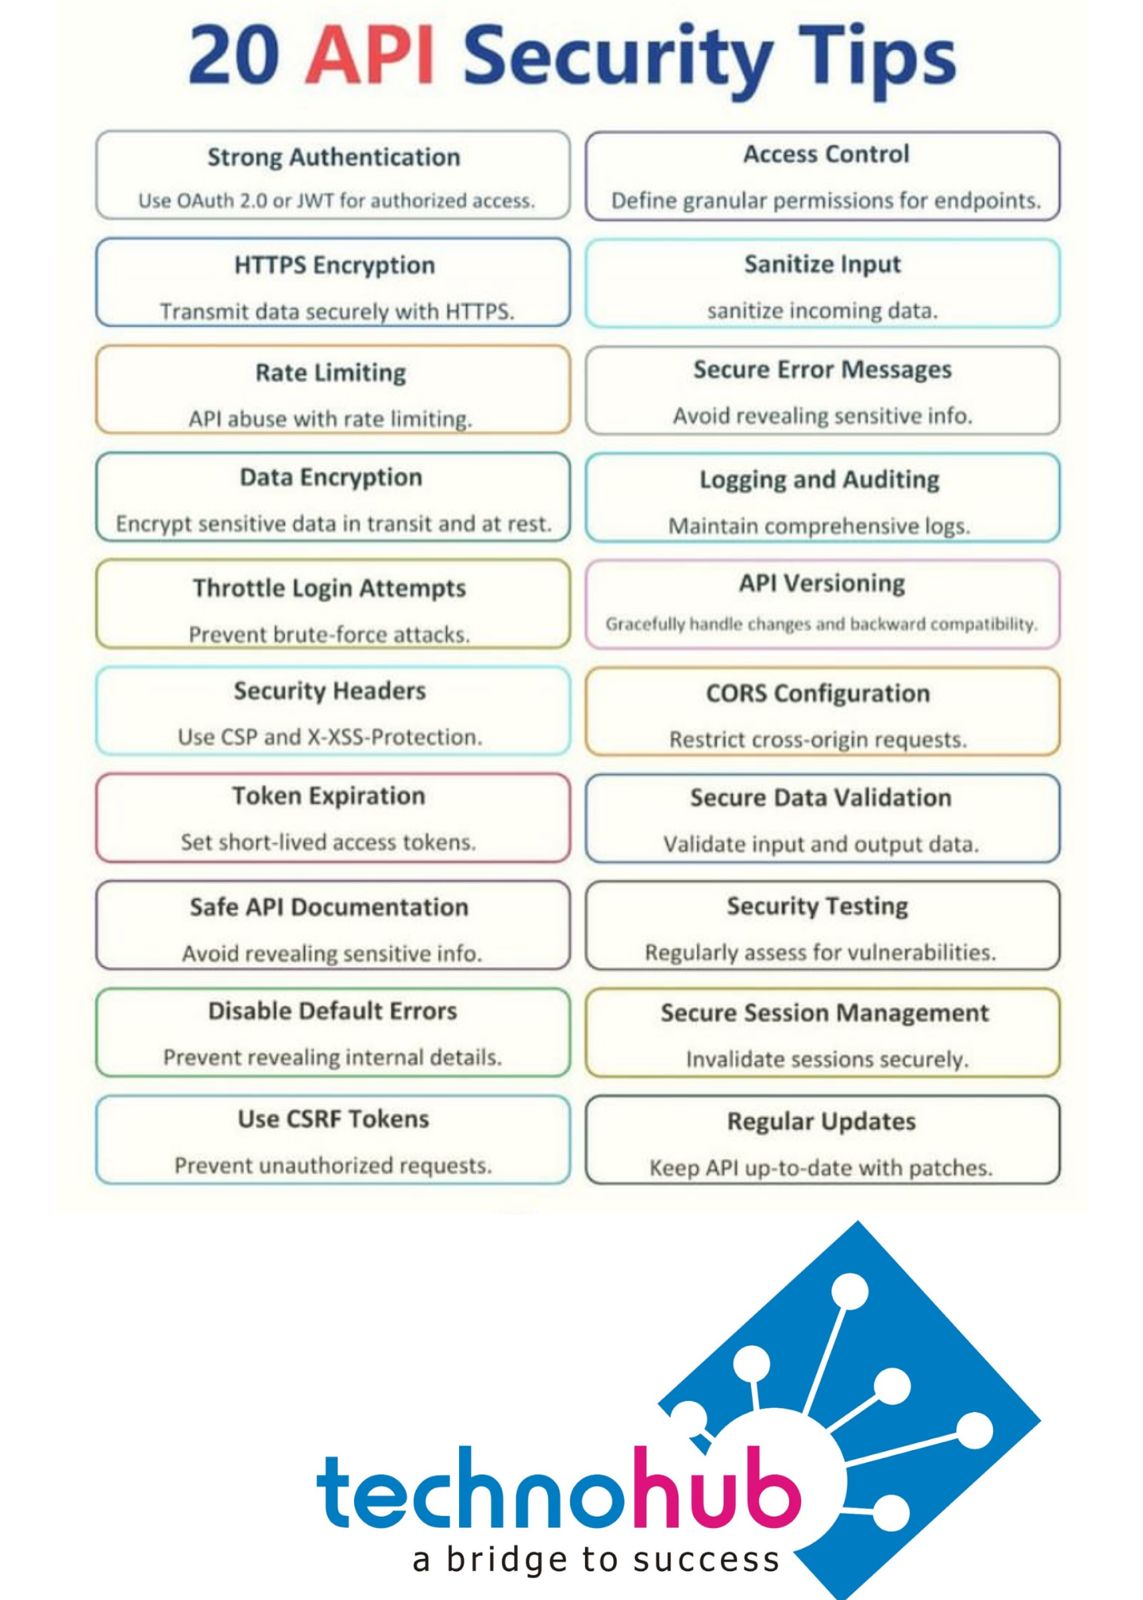 20 API Security Tips
Strong Authentication
Use OAuth 2.0 or JWT for authorized access.
Access Control
Define granular permissions for endpoints.
HTTPS Encryption
Transmit data securely with HTTPS.
Sanitize Input
sanitize incoming data.
Rate Limiting
API abuse with rate limiting.
Secure Error Messages
Avoid revealing sensitive info.
Data Encryption
Encrypt sensitive data in transit and at rest.
Logging and Auditing
Maintain comprehensive logs.
Throttle Login Attempts
Prevent brute-force attacks.
API Versioning
Gracefully handle changes and backward compatibility.
Security Headers
Use CSP and X-XSS-Protection.
CORS Configuration
Restrict cross-origin requests.
Token Expiration
Set short-lived access tokens.
Secure Data Validation
Validate input and output data.
Safe API Documentation
Avoid revealing sensitive info.
Security Testing
Regularly assess for vulnerabilities.
Disable Default Errors
Prevent revealing internal details.
Secure Session Management
Invalidate sessions securely.
Use CSRF Tokens
Prevent unauthorized requests.
Regular Updates
Keep API up-to-date with patches.
technohub
a bridge to success